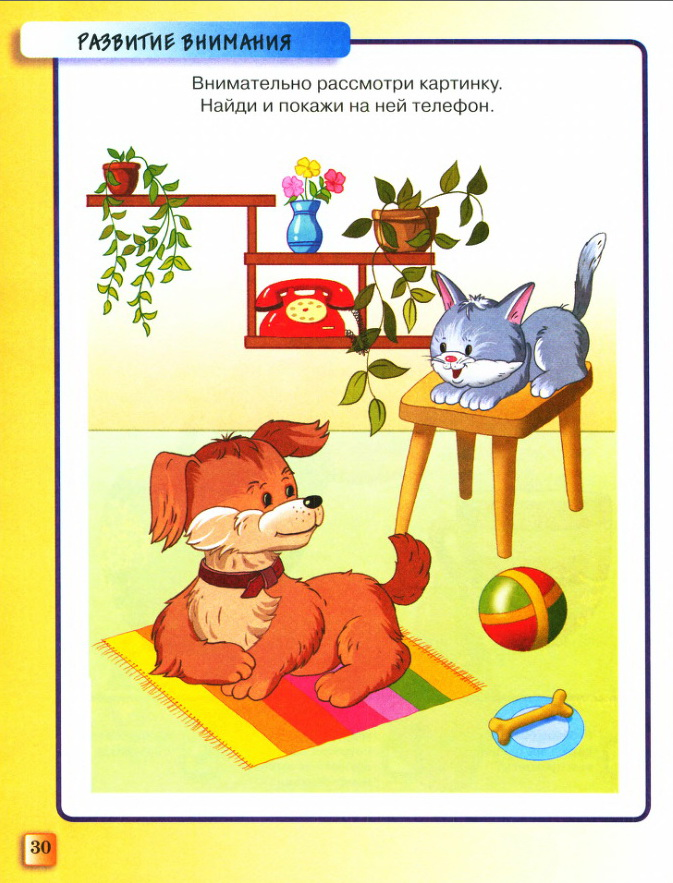 РАЗВИТИЕ ВНИМАНИЯ
Внимательно рассмотри картинку.
Найди и покажи на ней телефон.
30